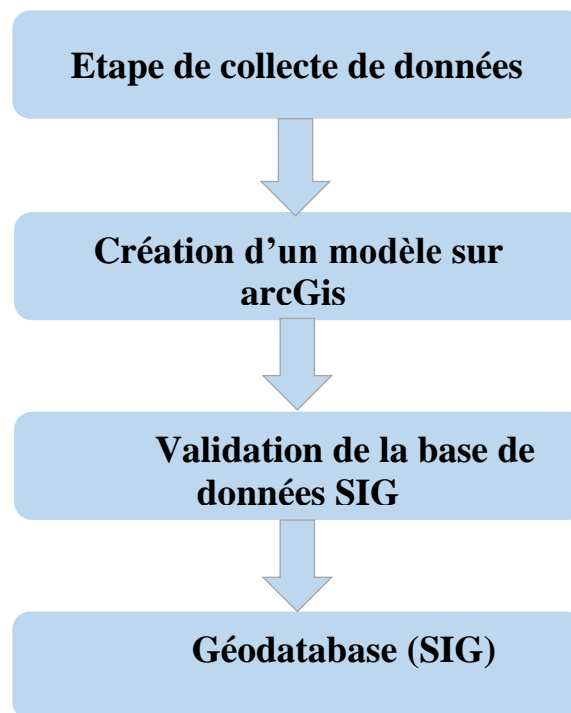 Etape de collecte de données
Création d’un modèle sur
arcGis
Validation de la base de
données SIG
Géodatabase (SIG)